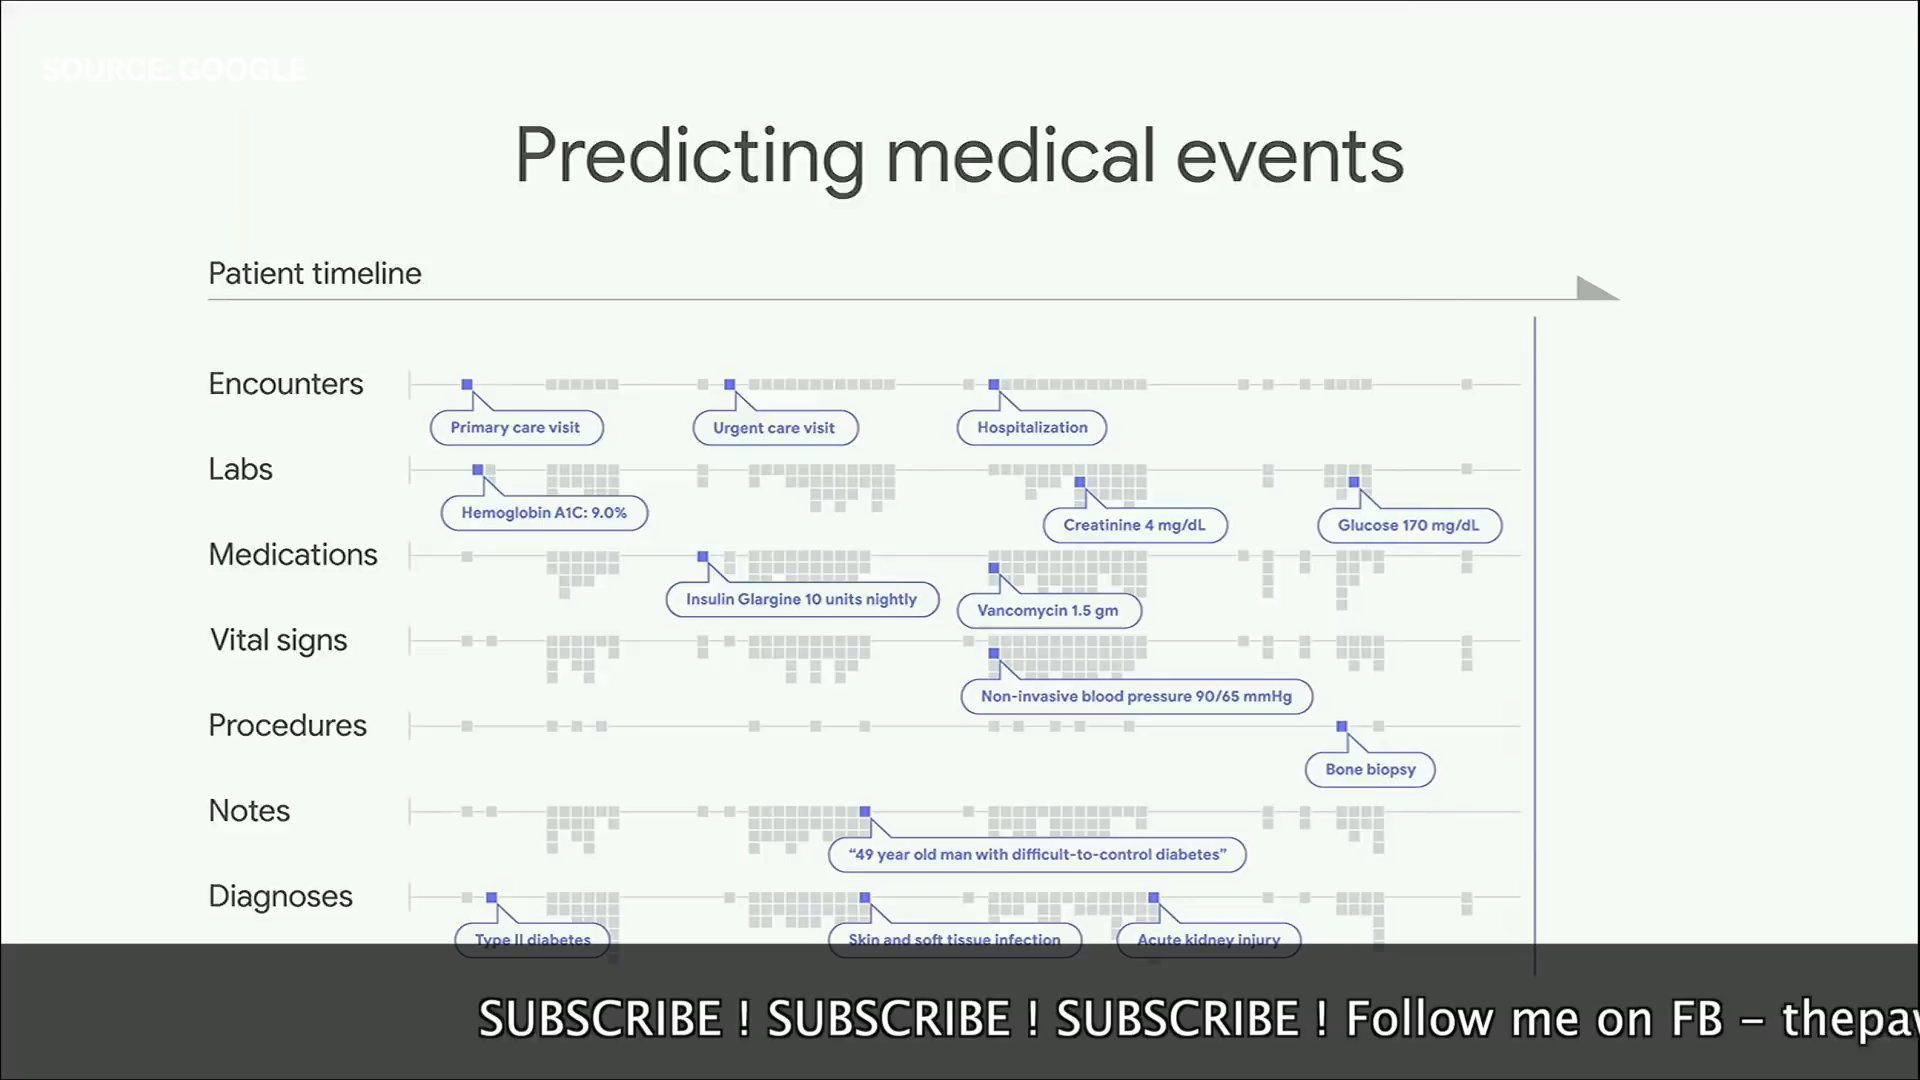 SOURCE: GOOGLE
Predicting medical events
Patient timeline
Encounters
Primary care visit
Urgent care visit
Hospitalization
Labs
Hemoglobin A1C: 9.0%
Creatinine 4 mg/dL
Glucose 170 mg/dL
Medications
Insulin Glargine 10 units nightly
Vancomycin 1.5 gm
Vital signs
Non-invasive blood pressure 90/65 mmHg
Procedures
Bone biopsy
Notes
“49 year old man with difficult-to-control diabetes”
Diagnoses
Type II diabetes
Skin and soft tissue infection
Acute kidney injury
SUBSCRIBE ! SUBSCRIBE ! SUBSCRIBE ! Follow me on FB –